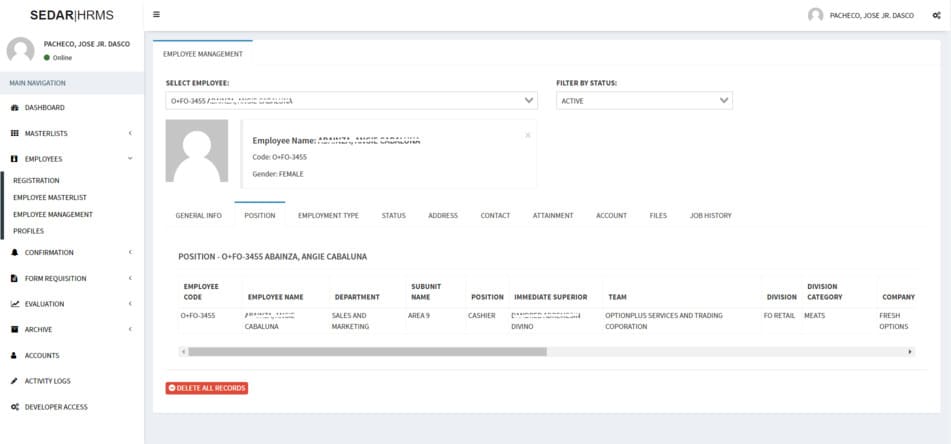 SEDAR|HRMS
PACHECO, JOSE JR. DASCO
PACHECO, JOSE JR. DASCO
Online
MAIN NAVIGATION
DASHBOARD
MASTERLISTS
EMPLOYEES
REGISTRATION
EMPLOYEE MASTERLIST
EMPLOYEE MANAGEMENT
PROFILES
CONFIRMATION
FORM REQUISITION
EVALUATION
ARCHIVE
ACCOUNTS
ACTIVITY LOGS
DEVELOPER ACCESS
EMPLOYEE MANAGEMENT
SELECT EMPLOYEE: FILTER BY STATUS:
O+FO-3455 ACTIVE
Employee Name:
Code: O+FO-3455
Gender: FEMALE
GENERAL INFO POSITION EMPLOYMENT TYPE STATUS ADDRESS CONTACT ATTAINMENT ACCOUNT FILES JOB HISTORY
POSITION - O+FO-3455 ABAINZA, ANGIE CABALUNA
EMPLOYEE CODE EMPLOYEE NAME DEPARTMENT SUBUNIT NAME POSITION IMMEDIATE SUPERIOR TEAM DIVISION DIVISION CATEGORY COMPANY
O+FO-3455 SALES AND AREA 9 CASHIER OPTIONPLUS SERVICES AND TRADING FO RETAIL MEATS FRESH
CABALUNA MARKETING DIVINO COPORATION OPTIONS
DELETE ALL RECORDS